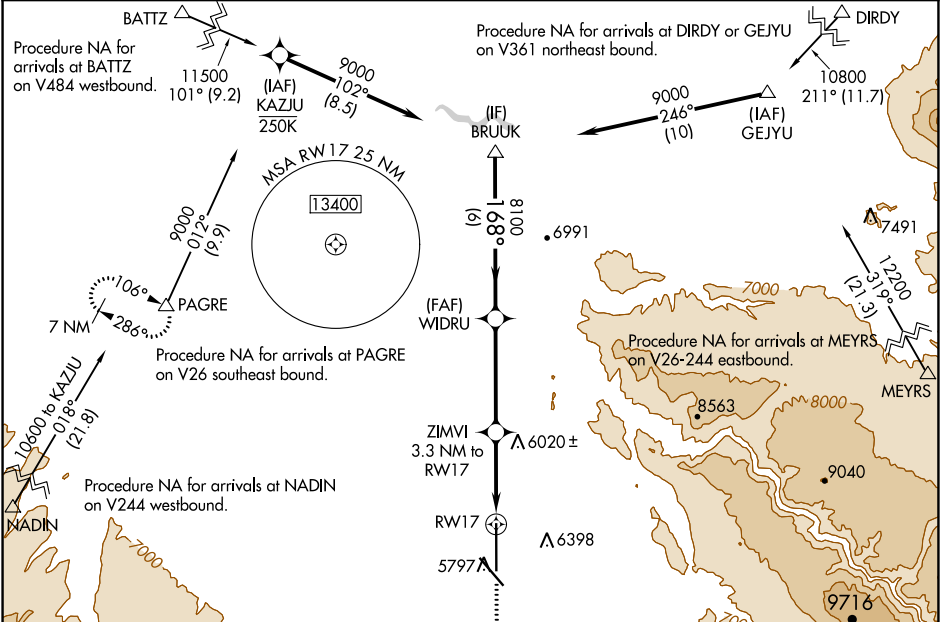 BATTZ
Procedure NA for
arrivals at BATTZ
on V484 westbound.
11500
101° (9.2)
(IAF)
KAZJU
250K
9000
102°
(8.5)
Procedure NA for arrivals at DIRDY or GEJYU
on V361 northeast bound.
DIRDY
10800
211° (11.7)
9000
246°
(10)
(IAF)
GEJYU
(IF)
BRUUK
MSA RW17 25 NM
13400
8100
168°
(6)
6991
7491
9000
012°
(9.9)
106°
286°
7 NM
PAGRE
Procedure NA for arrivals at PAGRE
on V26 southeast bound.
(FAF)
WIDRU
7000
12200
319°
(21.3)
Procedure NA for arrivals at MEYRS
on V26-244 eastbound.
MEYRS
10600 to KAZJU
018°
(21.8)
8563
8000
ZIMVI
3.3 NM to
RW17
6020 ±
9040
Procedure NA for arrivals at NADIN
on V244 westbound.
NADIN
7000
RW17
6398
5797
9716